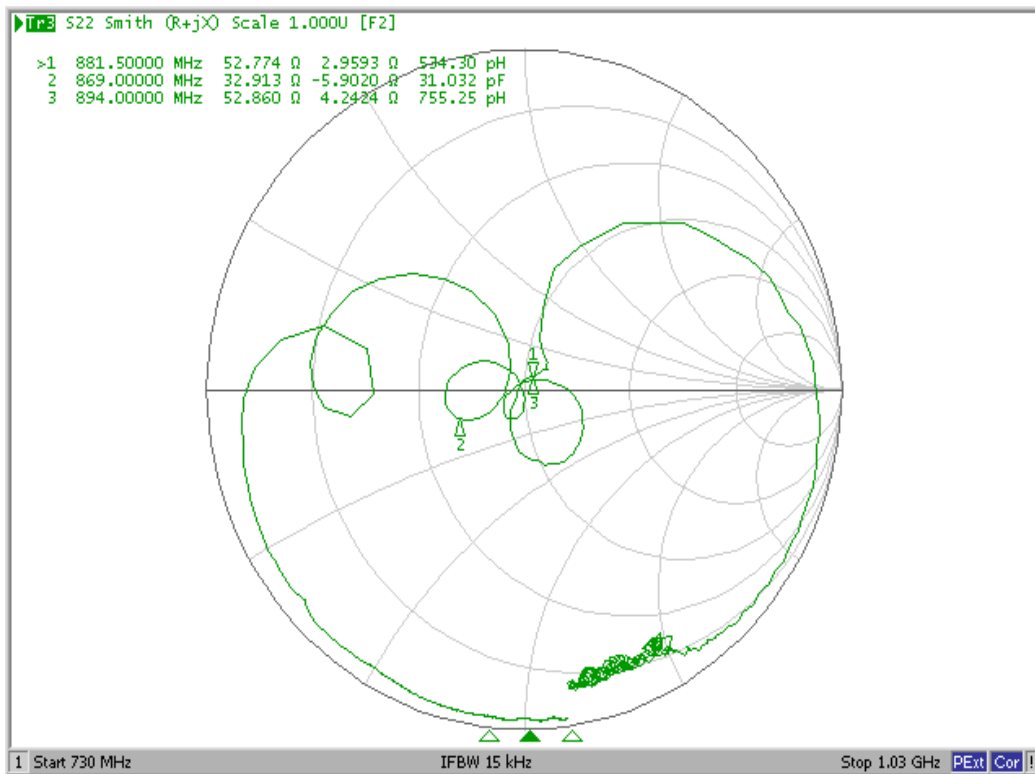 Tr3 S22 Smith (R+jX) Scale 1.000U [F2]
>1 881.50000 MHz 52.774 Ω 2.9593 Ω 534.30 pH
2 869.00000 MHz 32.913 Ω -5.9020 Ω 31.032 pF
3 894.00000 MHz 52.860 Ω 4.2424 Ω 755.25 pH
1
3
2
1 Start 730 MHz IFBW 15 kHz Stop 1.03 GHz PExt Cor